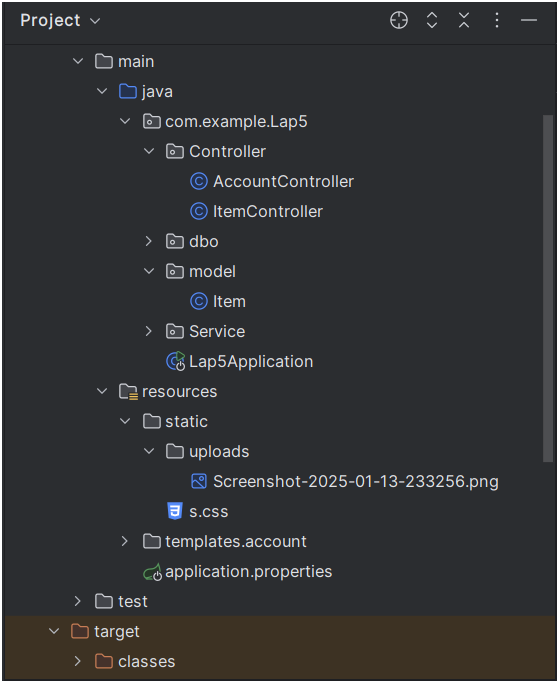 Project
main
java
com.example.Lap5
Controller
AccountController
ItemController
dbo
model
Item
Service
Lap5Application
resources
static
uploads
Screenshot-2025-01-13-233256.png
s.css
templates.account
application.properties
test
target
classes